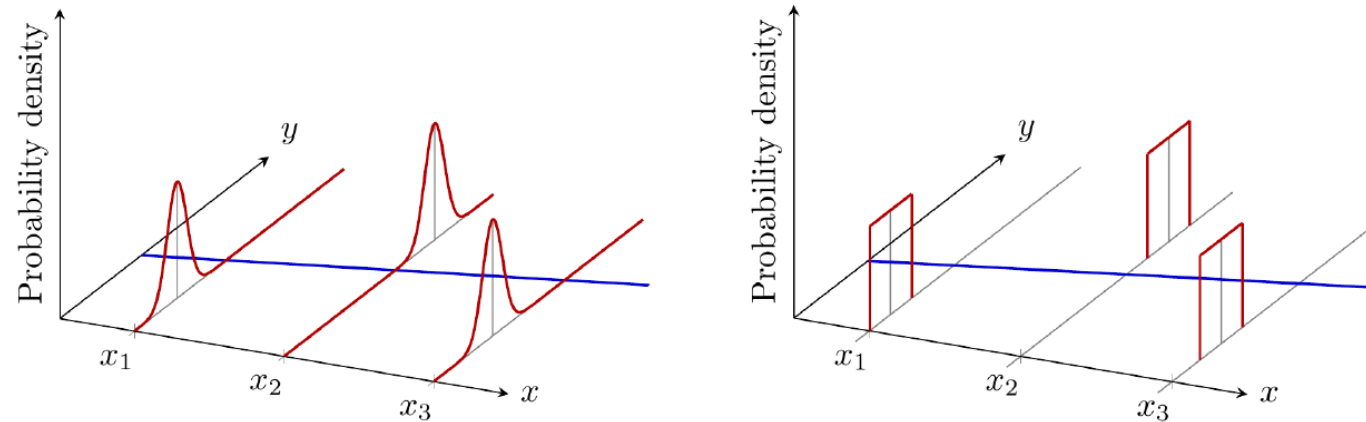 Probability density
y
x₁
x₂
x₃
x
Probability density
y
x₁
x₂
x₃
x